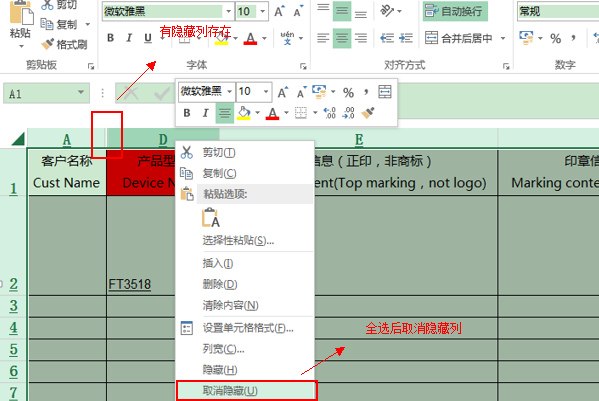 粘贴
剪切
复制
格式刷
剪贴板
微软雅黑
10
A
A
B
I
U
A
wén
字体
有隐藏列存在
自动换行
合并后居中
对齐方式
常规
%
数字
A1
微软雅黑
10
A
A
%
B
I
A
A
D
E
客户名称
Cust Name
产品型
Device N
信息（正印，非商标）
ent(Top marking，not logo)
印章信
Marking conte
1
2
FT3518
3
4
5
6
7
剪切(T)
复制(C)
粘贴选项:
A
选择性粘贴(S)...
插入(I)
删除(D)
清除内容(N)
设置单元格格式(F)...
列宽(C)...
隐藏(H)
取消隐藏(U)
全选后取消隐藏列